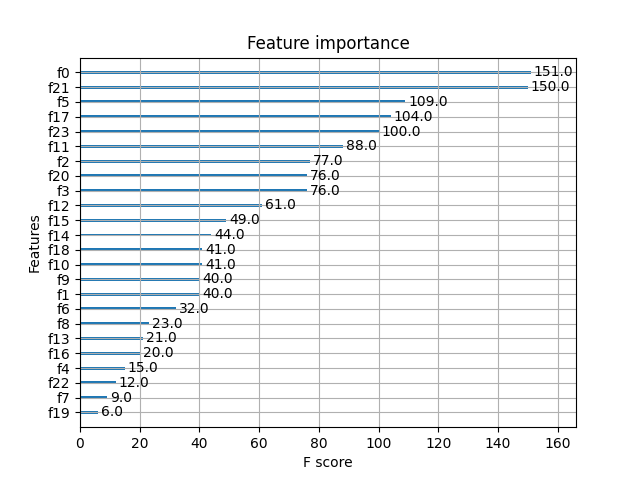 Feature importance
f0 151.0
f21 150.0
f5 109.0
f17 104.0
f23 100.0
f11 88.0
f2 77.0
f20 76.0
f3 76.0
f12 61.0
f15 49.0
f14 44.0
f18 41.0
f10 41.0
f9 40.0
f1 40.0
f6 32.0
f8 23.0
f13 21.0
f16 20.0
f4 15.0
f22 12.0
f7 9.0
f19 6.0
Features
0 20 40 60 80 100 120 140 160
F score